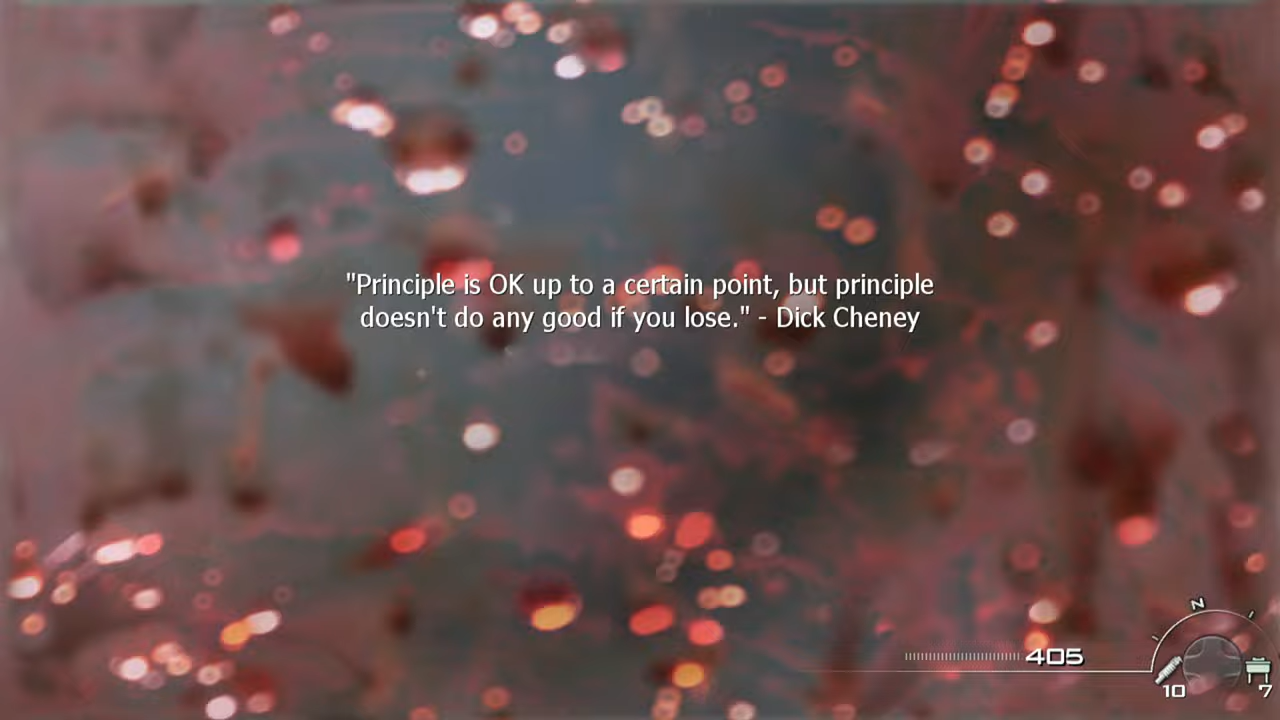 "Principle is OK up to a certain point, but principle
doesn't do any good if you lose." - Dick Cheney
N
405
10 7